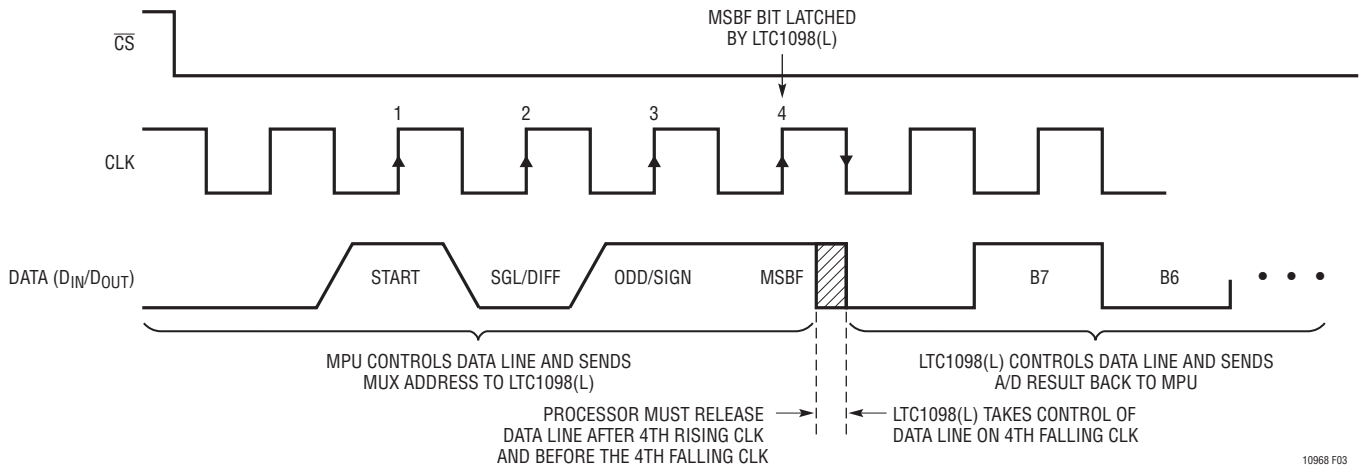 MSBF BIT LATCHED
BY LTC1098(L)
CS
1 2 3 4
CLK
DATA (DIN/DOUT)
START SGL/DIFF ODD/SIGN MSBF B7 B6 • • •
MPU CONTROLS DATA LINE AND SENDS
MUX ADDRESS TO LTC1098(L)
LTC1098(L) CONTROLS DATA LINE AND SENDS
A/D RESULT BACK TO MPU
PROCESSOR MUST RELEASE
DATA LINE AFTER 4TH RISING CLK
AND BEFORE THE 4TH FALLING CLK
LTC1098(L) TAKES CONTROL OF
DATA LINE ON 4TH FALLING CLK
10968 F03